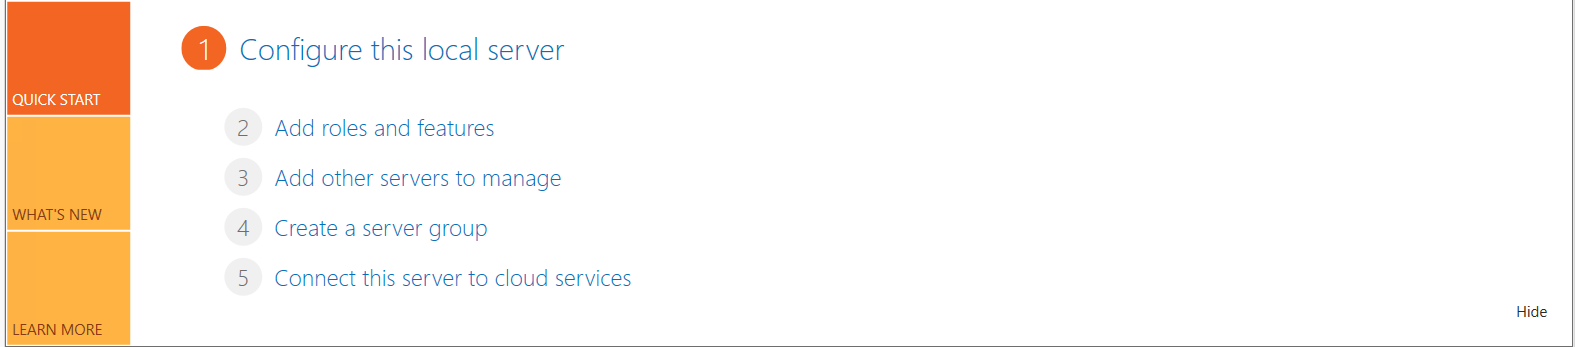 1 Configure this local server
QUICK START
2 Add roles and features
3 Add other servers to manage
WHAT'S NEW
4 Create a server group
5 Connect this server to cloud services
Hide
LEARN MORE